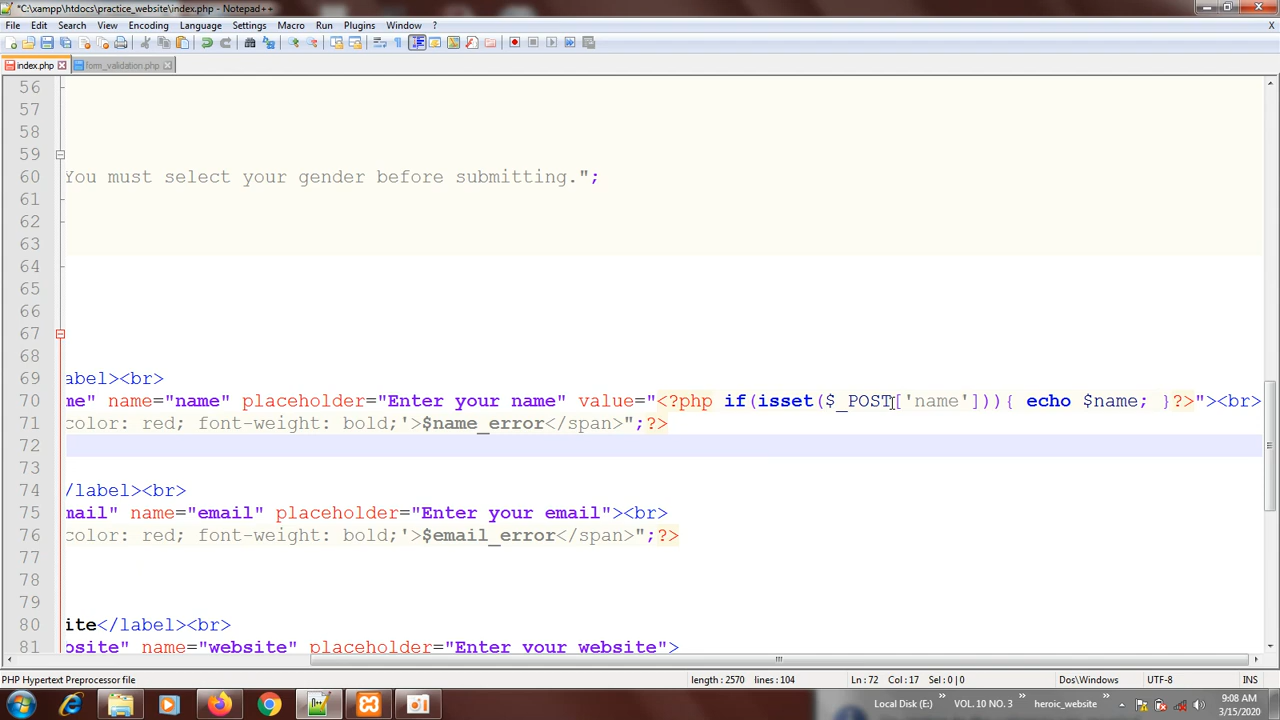 *C:\xampp\htdocs\practice_website\index.php - Notepad++
File Edit Search View Encoding Language Settings Macro Run Plugins Window ?
index.php form_validation.php
56
57
58
59
60 You must select your gender before submitting.";
61
62
63
64
65
66
67
68
69 abel><br>
70 me" name="name" placeholder="Enter your name" value="<?php if(isset($_POST['name'])){ echo $name; }?>"><br>
71 color: red; font-weight: bold;'>$name_error</span>";?>
72
73
74 /label><br>
75 mail" name="email" placeholder="Enter your email"><br>
76 color: red; font-weight: bold;'>$email_error</span>";?>
77
78
79
80 ite</label><br>
81 osite" name="website" placeholder="Enter your website">
PHP Hypertext Preprocessor file length : 2570 lines : 104 Ln : 72 Col : 17 Sel : 0 | 0 Dos\Windows UTF-8 INS
Local Disk (E:) » VOL. 10 NO. 3 heroic_website » 9:08 AM
3/15/2020